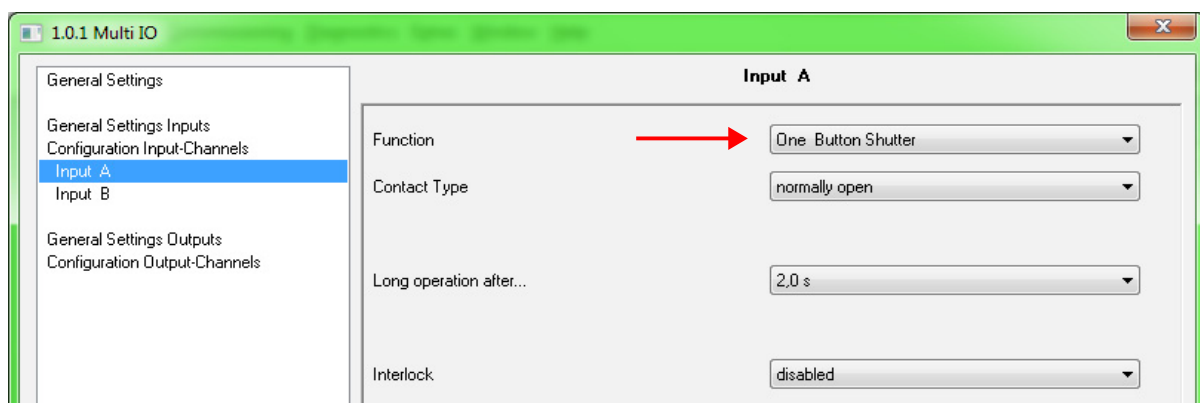 1.0.1 Multi IO
X
General Settings
General Settings Inputs
Configuration Input-Channels
Input A
Input B
General Settings Outputs
Configuration Output-Channels
Input A
Function
One Button Shutter
Contact Type
normally open
Long operation after...
2,0 s
Interlock
disabled